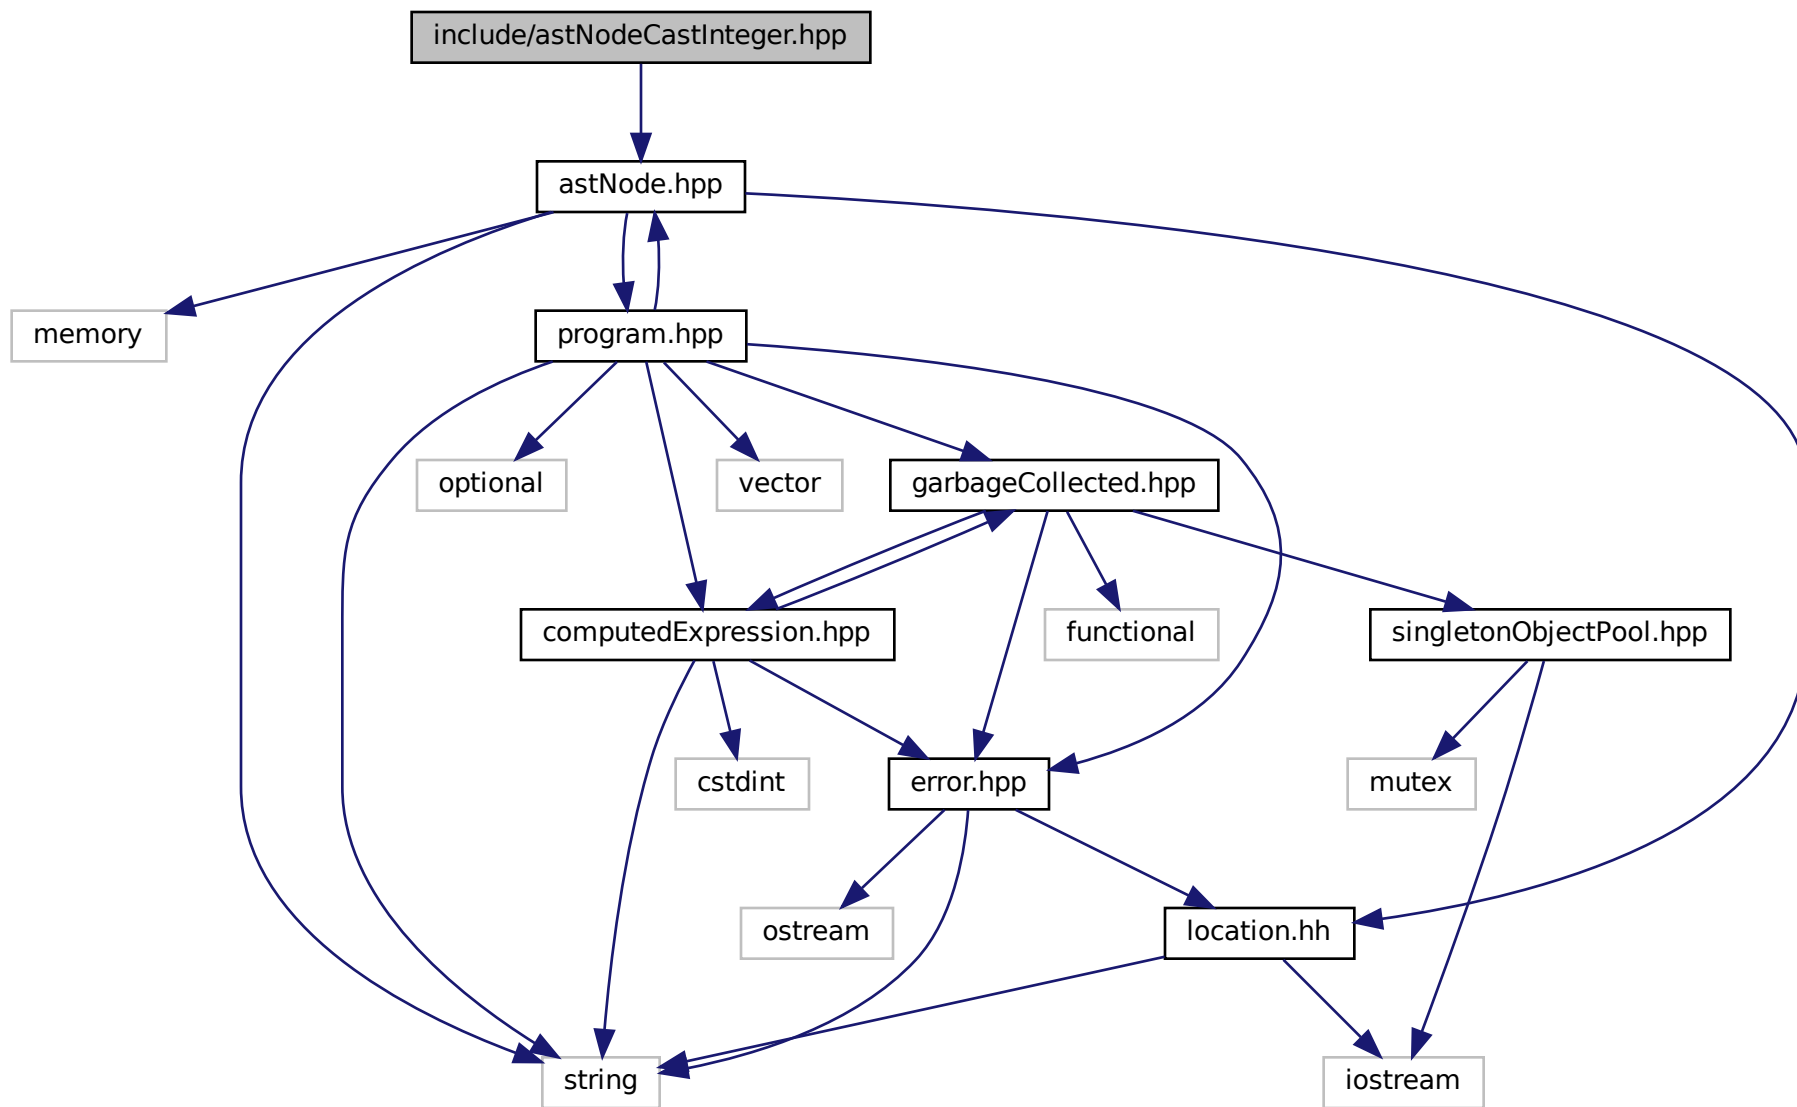 include/astNodeCastInteger.hpp
astNode.hpp
memory
program.hpp
optional
vector
garbageCollected.hpp
computedExpression.hpp
functional
singletonObjectPool.hpp
cstdint
error.hpp
mutex
ostream
location.hh
string
iostream